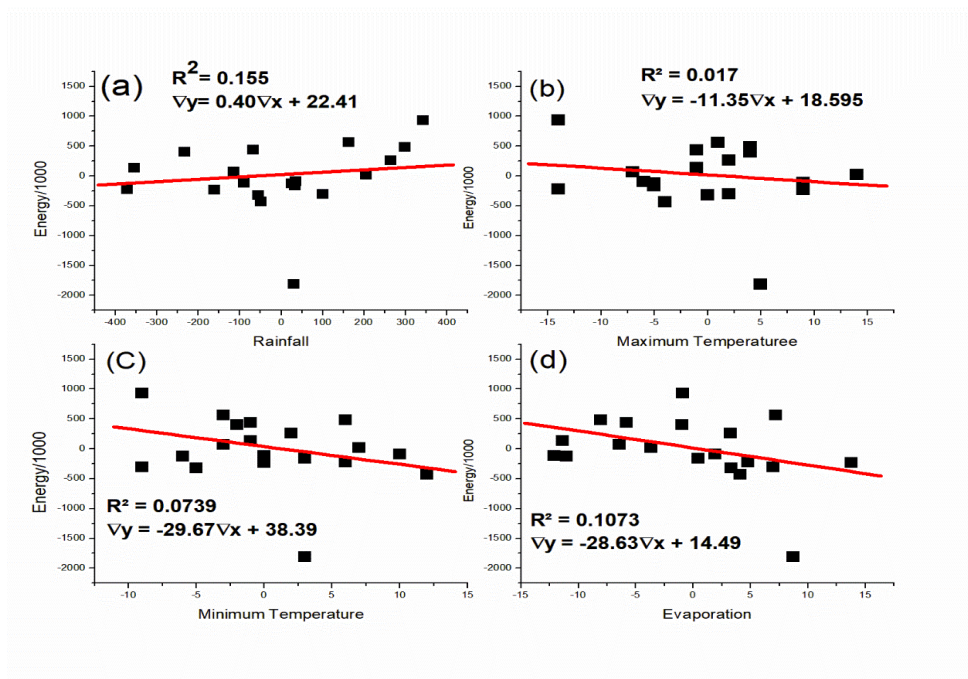 (a)
R² = 0.155
∇y= 0.40∇x + 22.41
1500
1000
500
0
-500
-1000
-1500
-2000
Energy/1000
-400 -300 -200 -100 0 100 200 300 400
Rainfall
(b)
R² = 0.017
∇y = -11.35∇x + 18.595
1500
1000
500
0
-500
-1000
-1500
-2000
Energy/1000
-15 -10 -5 0 5 10 15
Maximum Temperaturee
(C)
1500
1000
500
0
-500
-1000
-1500
-2000
Energy/1000
R² = 0.0739
∇y = -29.67∇x + 38.39
-10 -5 0 5 10 15
Minimum Temperature
(d)
1500
1000
500
0
-500
-1000
-1500
-2000
Energy/1000
R² = 0.1073
∇y = -28.63∇x + 14.49
-15 -10 -5 0 5 10 15
Evaporation